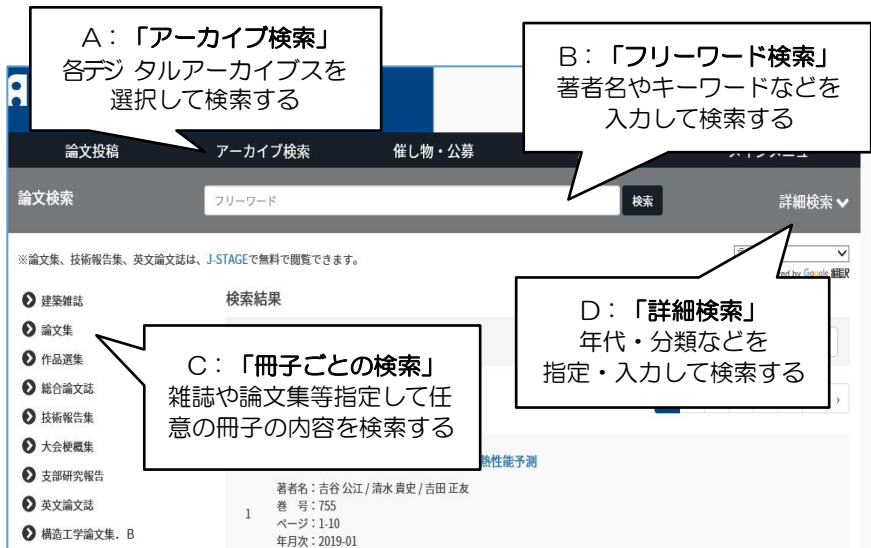 A:「アーカイブ検索」
各デジ タルアーカイブスを
選択して検索する
B:「フリーワード検索」
著者名やキーワードなどを
入力して検索する
論文投稿
アーカイブ検索
催し物・公募
論文検索
フリーワード
検索
詳細検索
※論文集、技術報告集、英文論文誌は、J-STAGEで無料で閲覧できます。
Google 翻訳
建築雑誌
論文集
作品選集
総合論文誌
技術報告集
大会梗概集
支部研究報告
英文論文誌
構造工学論文集．B
検索結果
C:「冊子ごとの検索」
雑誌や論文集等指定して任
意の冊子の内容を検索する
D:「詳細検索」
年代・分類などを
指定・入力して検索する
熱性能予測
1
著者名：吉谷 公江 / 清水 貴史 / 吉田 正友
巻　号：755
ページ：1-10
年月次：2019-01